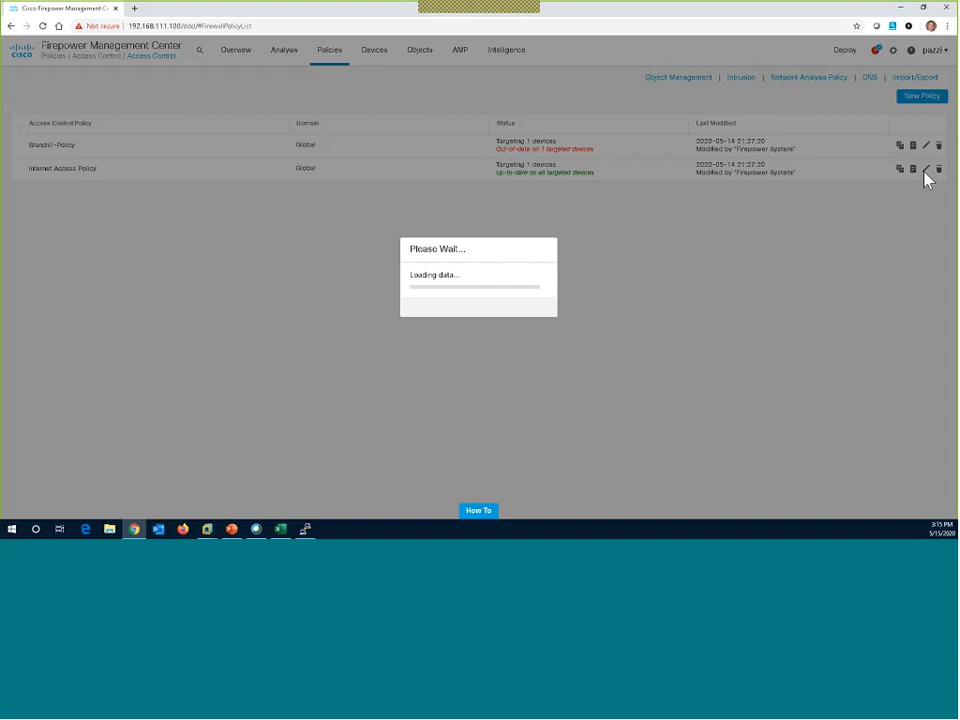 Cisco Firepower Management C
Not secure
192.168.111.100/ddd/#FirewallPolicyList
CISCO
Firepower Management Center
Policies / Access Control / Access Control
Overview
Analysis
Policies
Devices
Objects
AMP
Intelligence
Deploy
pazzi
Object Management | Intrusion | Network Analysis Policy | DNS | Import/Export
New Policy
Access Control Policy
Domain
Status
Last Modified
Branch1-Policy
Global
Targeting 1 devices
Out-of-date on 1 targeted devices
2020-05-14 21:27:20
Modified by "Firepower System"
Internet Access Policy
Global
Targeting 1 devices
Up-to-date on all targeted devices
2020-05-14 21:27:20
Modified by "Firepower System"
Please Wait...
Loading data...
How To
3:15 PM
5/15/2020